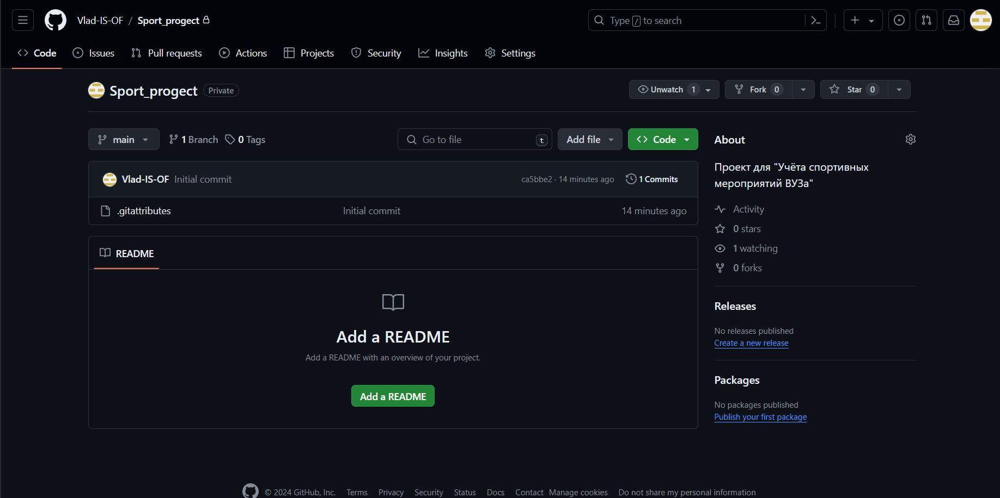 Vlad-IS-OF / Sport_progect
Type / to search
Code Issues Pull requests Actions Projects Security Insights Settings
Sport_progect Private
Unwatch 1 Fork 0 Star 0
main 1 Branch 0 Tags
Go to file t
Add file
Code
Vlad-IS-OF Initial commit ca5bbe2 · 14 minutes ago 1 Commits
.gitattributes Initial commit 14 minutes ago
README
Add a README
Add a README with an overview of your project.
Add a README
About
Проект для "Учёта спортивных
мероприятий ВУЗа"
Activity
0 stars
1 watching
0 forks
Releases
No releases published
Create a new release
Packages
No packages published
Publish your first package
© 2024 GitHub, Inc. Terms Privacy Security Status Docs Contact Manage cookies Do not share my personal information